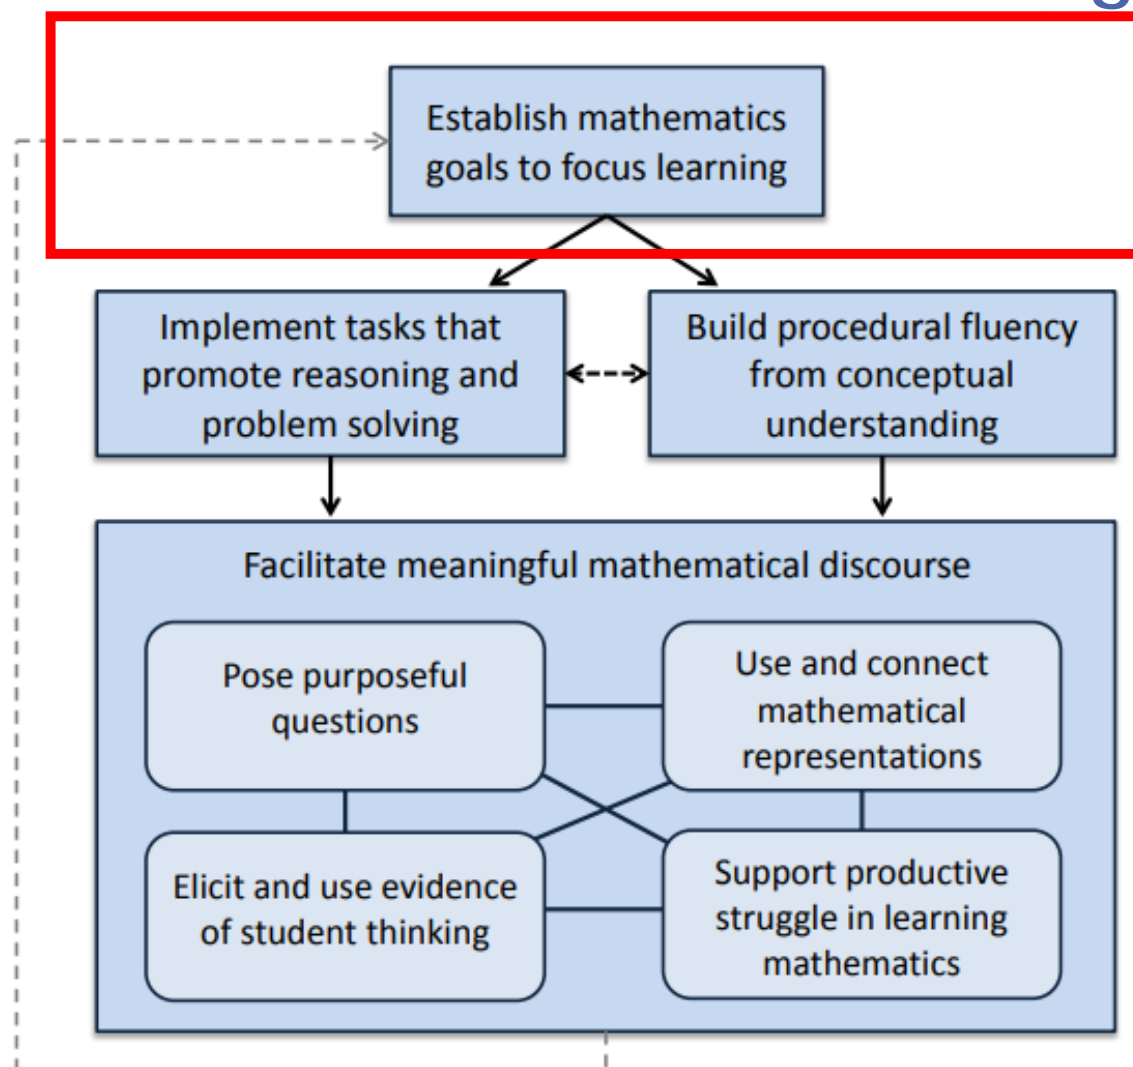 g
Establish mathematics
goals to focus learning
Implement tasks that
promote reasoning and
problem solving
Build procedural fluency
from conceptual
understanding
Facilitate meaningful mathematical discourse
Pose purposeful
questions
Use and connect
mathematical
representations
Elicit and use evidence
of student thinking
Support productive
struggle in learning
mathematics